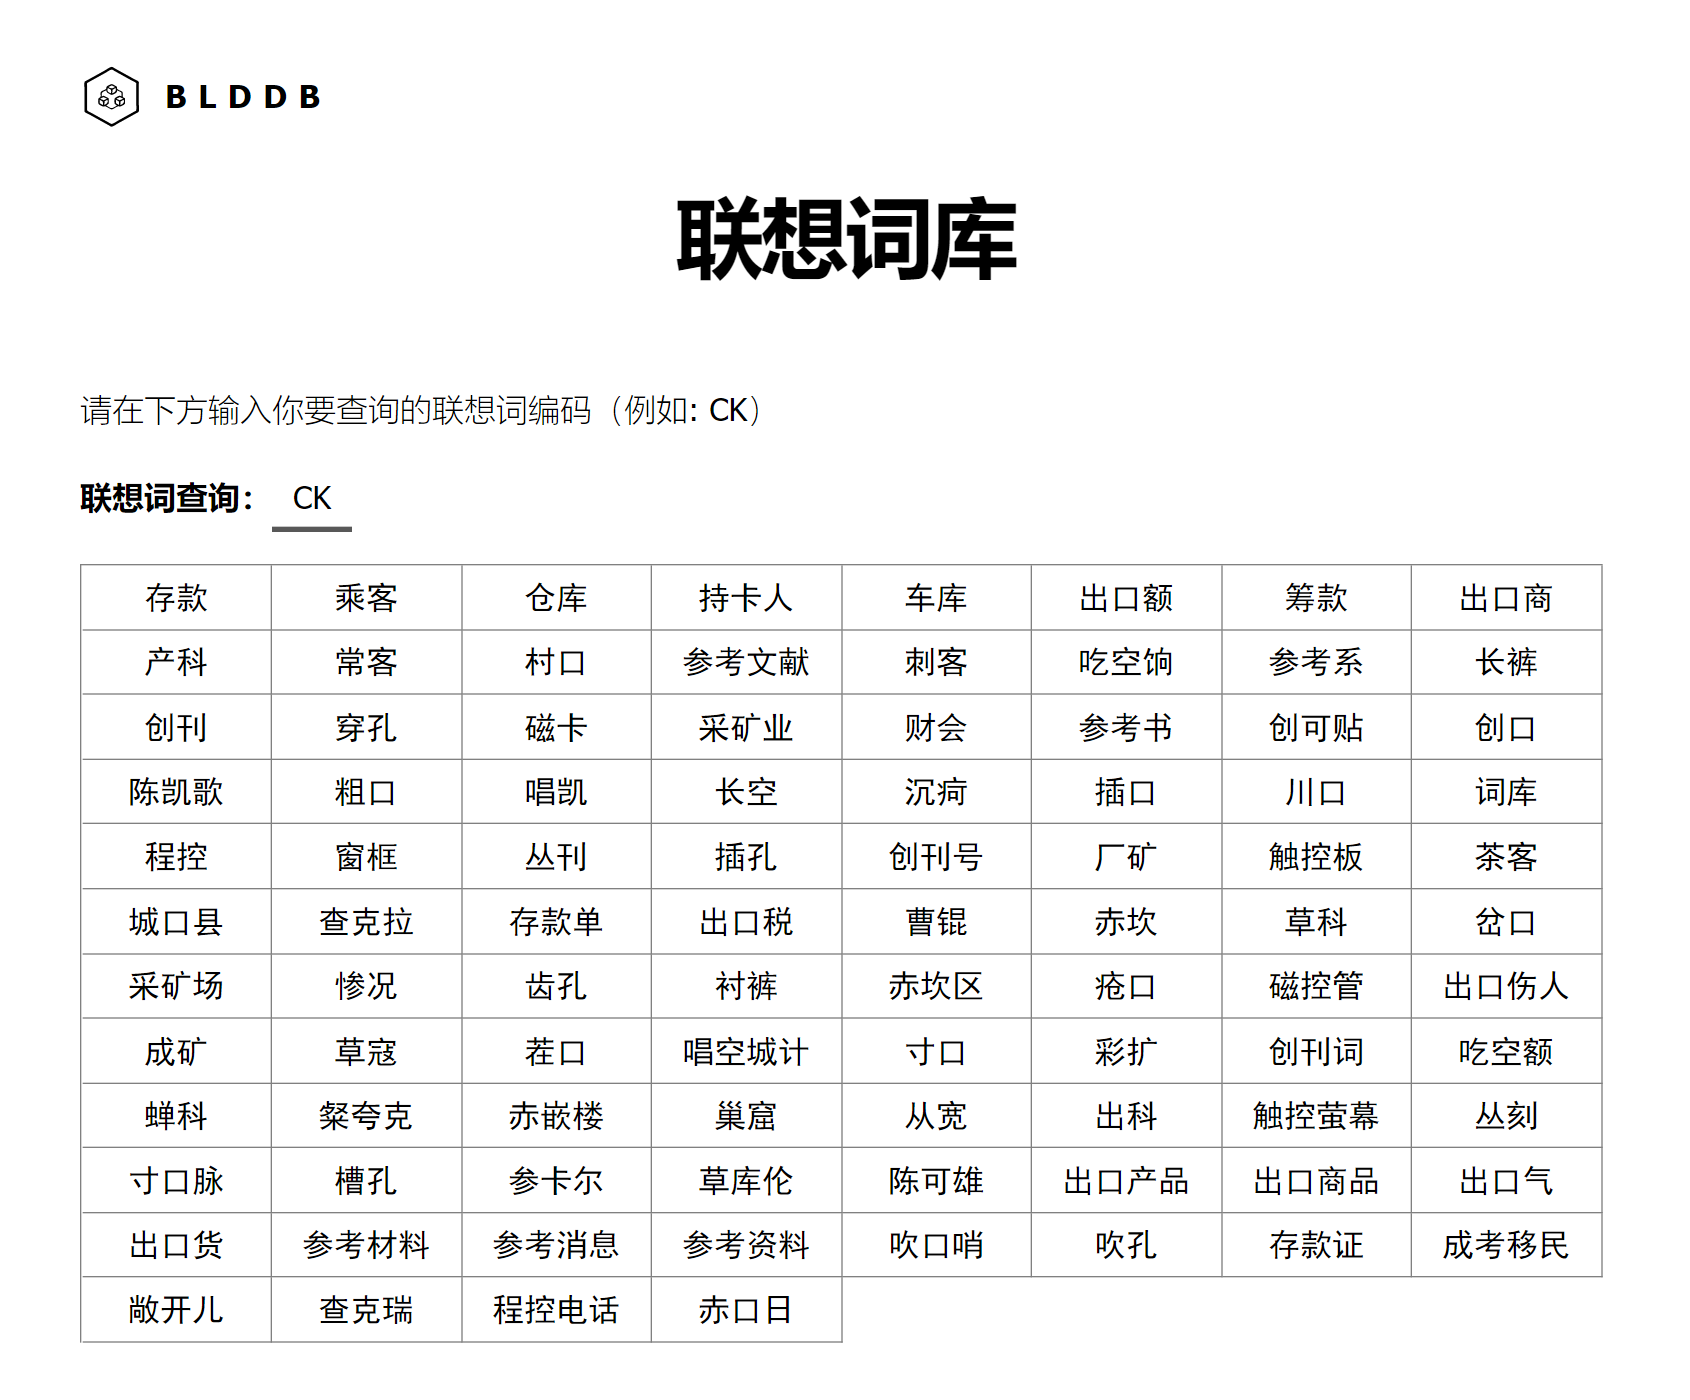 BLDDB
联想词库
请在下方输入你要查询的联想词编码（例如: CK）
联想词查询： CK
存款 乘客 仓库 持卡人 车库 出口额 筹款 出口商
产科 常客 村口 参考文献 刺客 吃空饷 参考系 长裤
创刊 穿孔 磁卡 采矿业 财会 参考书 创可贴 创口
陈凯歌 粗口 唱凯 长空 沉疴 插口 川口 词库
程控 窗框 丛刊 插孔 创刊号 厂矿 触控板 茶客
城口县 查克拉 存款单 出口税 曹锟 赤坎 草科 岔口
采矿场 惨况 齿孔 衬裤 赤坎区 疮口 磁控管 出口伤人
成矿 草寇 茬口 唱空城计 寸口 彩扩 创刊词 吃空额
蝉科 粲夸克 赤嵌楼 巢窟 从宽 出科 触控萤幕 丛刻
寸口脉 槽孔 参卡尔 草库伦 陈可雄 出口产品 出口商品 出口气
出口货 参考材料 参考消息 参考资料 吹口哨 吹孔 存款证 成考移民
敞开儿 查克瑞 程控电话 赤口日